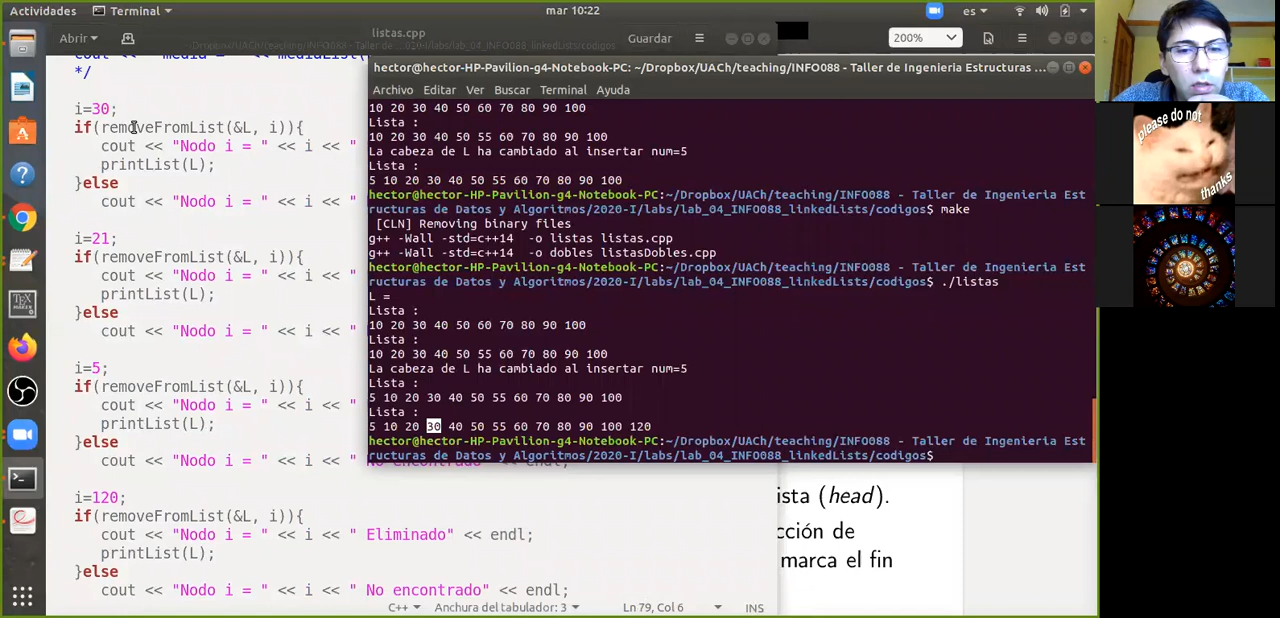 Actividades
Terminal
mar 10:22
es
Abrir
listas.cpp
Guardar
200%
*/
i=30;
if(removeFromList(&L, i)){
cout << "Nodo i = " << i << "
printList(L);
}else
cout << "Nodo i = " << i << "
i=21;
if(removeFromList(&L, i)){
cout << "Nodo i = " << i << "
printList(L);
}else
cout << "Nodo i = " << i << "
i=5;
if(removeFromList(&L, i)){
cout << "Nodo i = " << i << "
printList(L);
}else
cout << "Nodo i = " << i << " No encontrado" << endl;
i=120;
if(removeFromList(&L, i)){
cout << "Nodo i = " << i << " Eliminado" << endl;
printList(L);
}else
cout << "Nodo i = " << i << " No encontrado" << endl;
C++
Anchura del tabulador: 3
Ln 79, Col 6
INS
hector@hector-HP-Pavilion-g4-Notebook-PC: ~/Dropbox/UACh/teaching/INFO088 - Taller de Ingenieria Estructuras ...
Archivo Editar Ver Buscar Terminal Ayuda
10 20 30 40 50 60 70 80 90 100
Lista :
10 20 30 40 50 55 60 70 80 90 100
La cabeza de L ha cambiado al insertar num=5
Lista :
5 10 20 30 40 50 55 60 70 80 90 100
hector@hector-HP-Pavilion-g4-Notebook-PC:~/Dropbox/UACh/teaching/INFO088 - Taller de Ingenieria Est
ructuras de Datos y Algoritmos/2020-I/labs/lab_04_INFO088_linkedLists/codigos$ make
[CLN] Removing binary files
g++ -Wall -std=c++14  -o listas listas.cpp
g++ -Wall -std=c++14  -o dobles listasDobles.cpp
hector@hector-HP-Pavilion-g4-Notebook-PC:~/Dropbox/UACh/teaching/INFO088 - Taller de Ingenieria Est
ructuras de Datos y Algoritmos/2020-I/labs/lab_04_INFO088_linkedLists/codigos$ ./listas
L =
Lista :
10 20 30 40 50 60 70 80 90 100
Lista :
10 20 30 40 50 55 60 70 80 90 100
La cabeza de L ha cambiado al insertar num=5
Lista :
5 10 20 30 40 50 55 60 70 80 90 100
Lista :
5 10 20 30 40 50 55 60 70 80 90 100 120
hector@hector-HP-Pavilion-g4-Notebook-PC:~/Dropbox/UACh/teaching/INFO088 - Taller de Ingenieria Est
ructuras de Datos y Algoritmos/2020-I/labs/lab_04_INFO088_linkedLists/codigos$
ista (head).
cción de
marca el fin
please do not
thanks